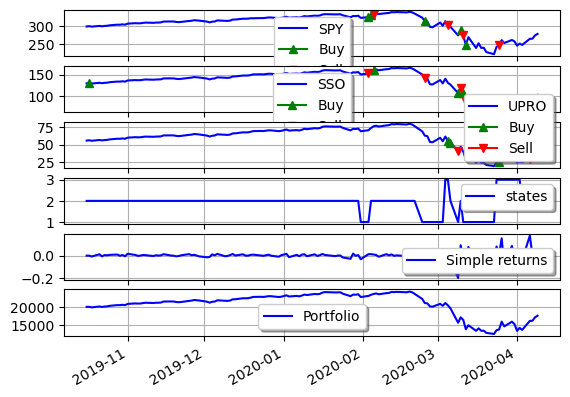 300
250
SPY
Buy
150
100
SSO
Buy
75
50
25
UPRO
Buy
Sell
3
2
1
states
0.0
−0.2
Simple returns
20000
15000
Portfolio
2019-11
2019-12
2020-01
2020-02
2020-03
2020-04